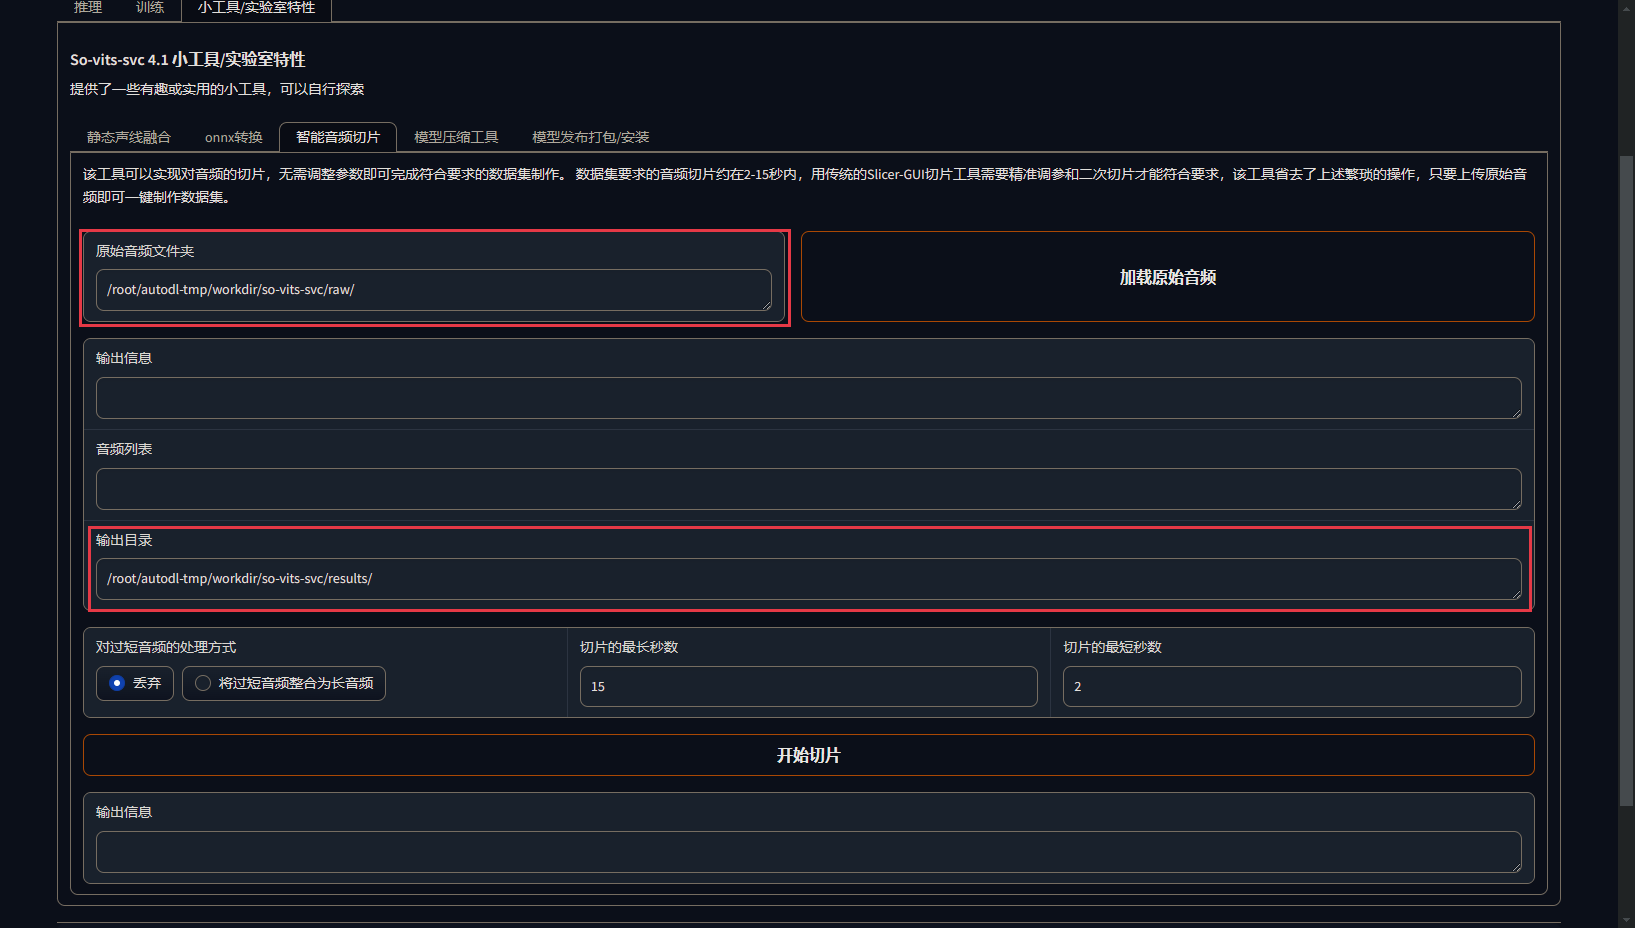 推理 训练 小工具/实验室特性
So-vits-svc 4.1 小工具/实验室特性
提供了一些有趣或实用的小工具，可以自行探索
静态声线融合 onnx转换 智能音频切片 模型压缩工具 模型发布打包/安装
该工具可以实现对音频的切片，无需调整参数即可完成符合要求的数据集制作。 数据集要求的音频切片约在2-15秒内，用传统的Slicer-GUI切片工具需要精准调参和二次切片才能符合要求，该工具省去了上述繁琐的操作，只要上传原始音
频即可一键制作数据集。
原始音频文件夹
/root/autodl-tmp/workdir/so-vits-svc/raw/
加载原始音频
输出信息
音频列表
输出目录
/root/autodl-tmp/workdir/so-vits-svc/results/
对过短音频的处理方式 切片的最长秒数 切片的最短秒数
丢弃 将过短音频整合为长音频 15 2
开始切片
输出信息